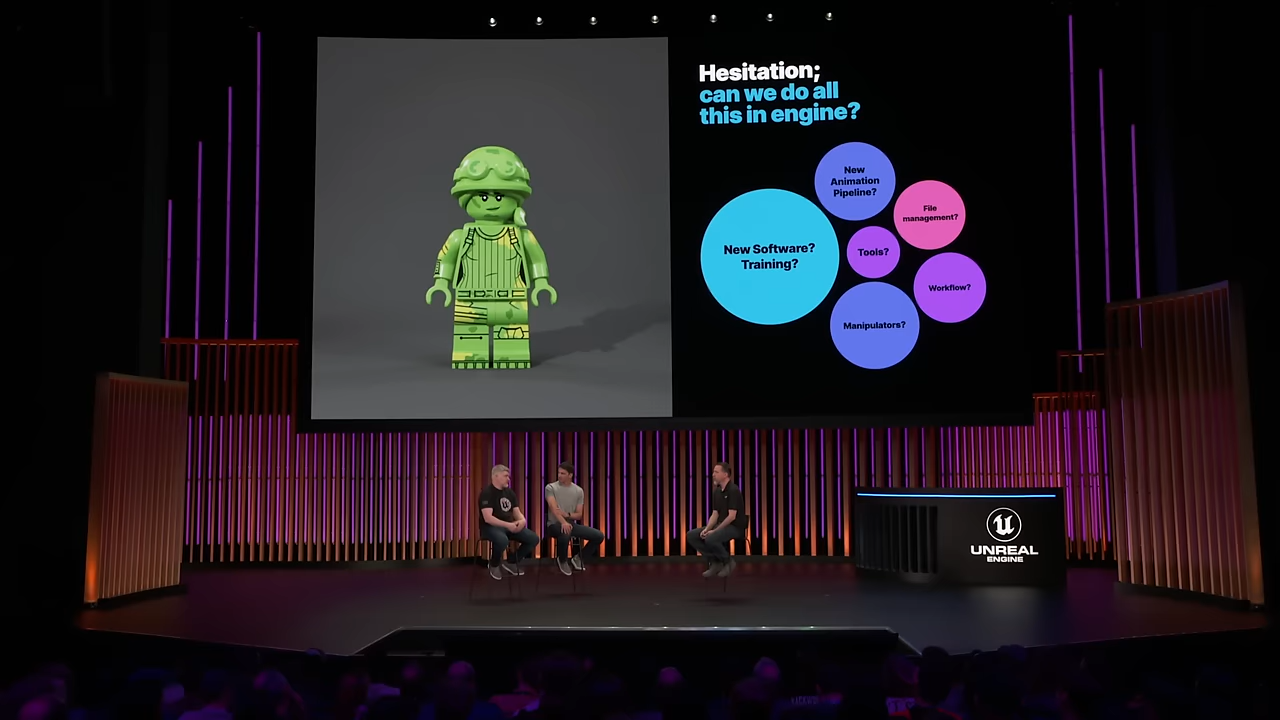 Hesitation;
can we do all
this in engine?
New
Animation
Pipeline?
File
management?
New Software?
Training?
Tools?
Workflow?
Manipulators?
UNREAL
ENGINE